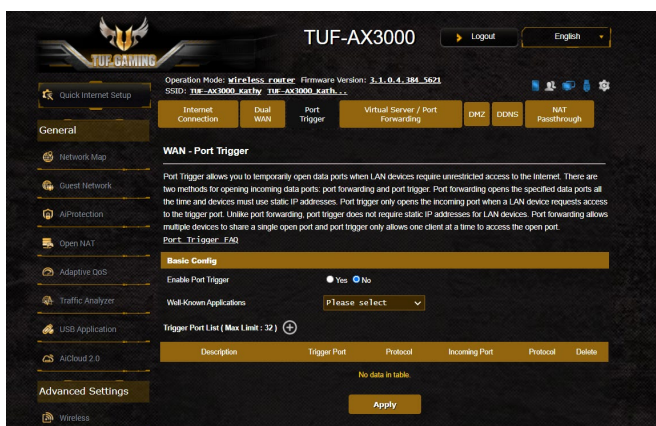 TUF GAMING
TUF-AX3000
Logout
English
Operation Mode: Wireless router Firmware Version: 3.1.0.4.384_5621
SSID: TUF-AX3000_Kathy TUF-AX3000_Kath...
Quick Internet Setup
General
Network Map
Guest Network
AiProtection
Open NAT
Adaptive QoS
Traffic Analyzer
USB Application
AiCloud 2.0
Advanced Settings
Wireless
Internet Connection
Dual WAN
Port Trigger
Virtual Server / Port Forwarding
DMZ
DDNS
NAT Passthrough
WAN - Port Trigger
Port Trigger allows you to temporarily open data ports when LAN devices require unrestricted access to the Internet. There are
two methods for opening incoming data ports: port forwarding and port trigger. Port forwarding opens the specified data ports all
the time and devices must use static IP addresses. Port trigger only opens the incoming port when a LAN device requests access
to the trigger port. Unlike port forwarding, port trigger does not require static IP addresses for LAN devices. Port forwarding allows
multiple devices to share a single open port and port trigger only allows one client at a time to access the open port.
Port Trigger FAQ
Basic Config
Enable Port Trigger Yes No
Well-Known Applications Please select
Trigger Port List ( Max Limit : 32 )
Description Trigger Port Protocol Incoming Port Protocol Delete
No data in table.
Apply